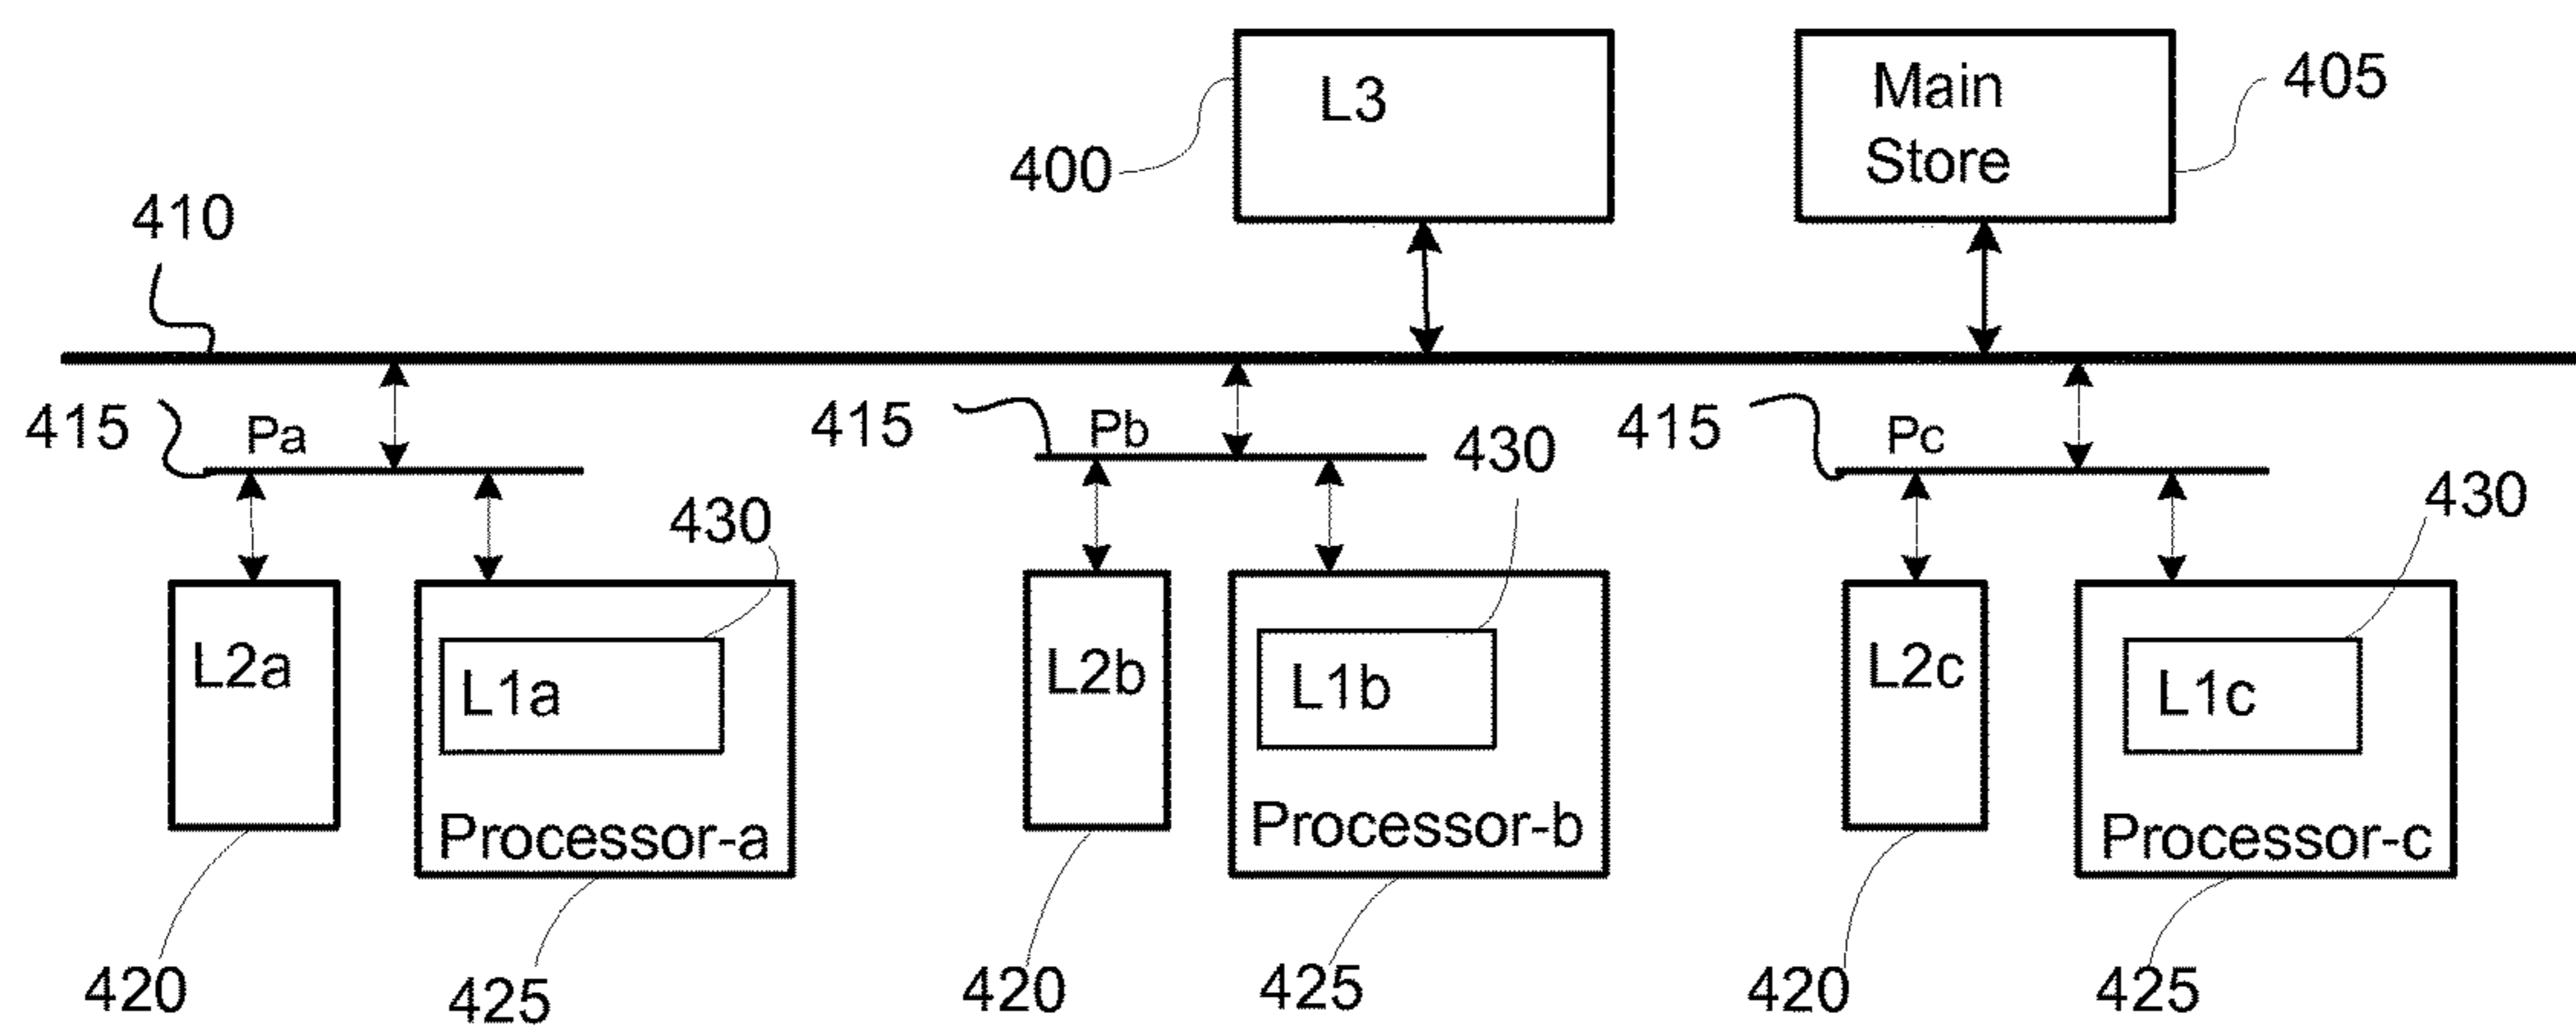 L3
Main
Store
405
400
410
415
Pa
415
Pb
430
415
Pc
430
430
L2a
L1a
Processor-a
L2b
L1b
Processor-b
L2c
L1c
Processor-c
420
425
420
425
420
425